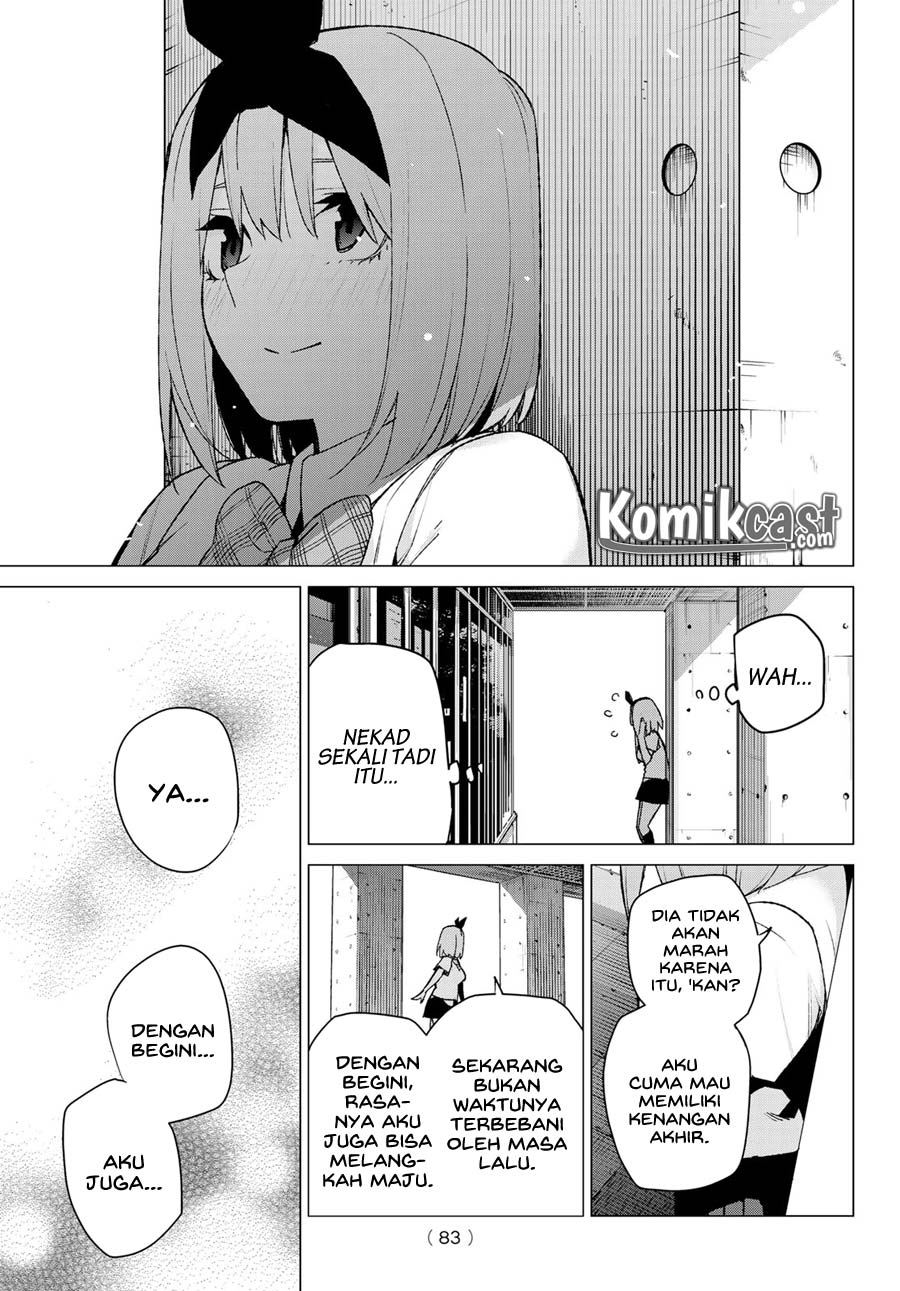 Komikcast
.com
WAH...
NEKAD
SEKALI TADI
ITU...
DIA TIDAK
AKAN
MARAH
KARENA
ITU, 'KAN?
AKU
CUMA MAU
MEMILIKI
KENANGAN
AKHIR.
SEKARANG
BUKAN
WAKTUNYA
TERBEBANI
OLEH MASA
LALU.
DENGAN
BEGINI,
RASA-
NYA AKU
JUGA BISA
MELANG-
KAH MAJU.
YA...
DENGAN
BEGINI...
AKU
JUGA...
( 83 )